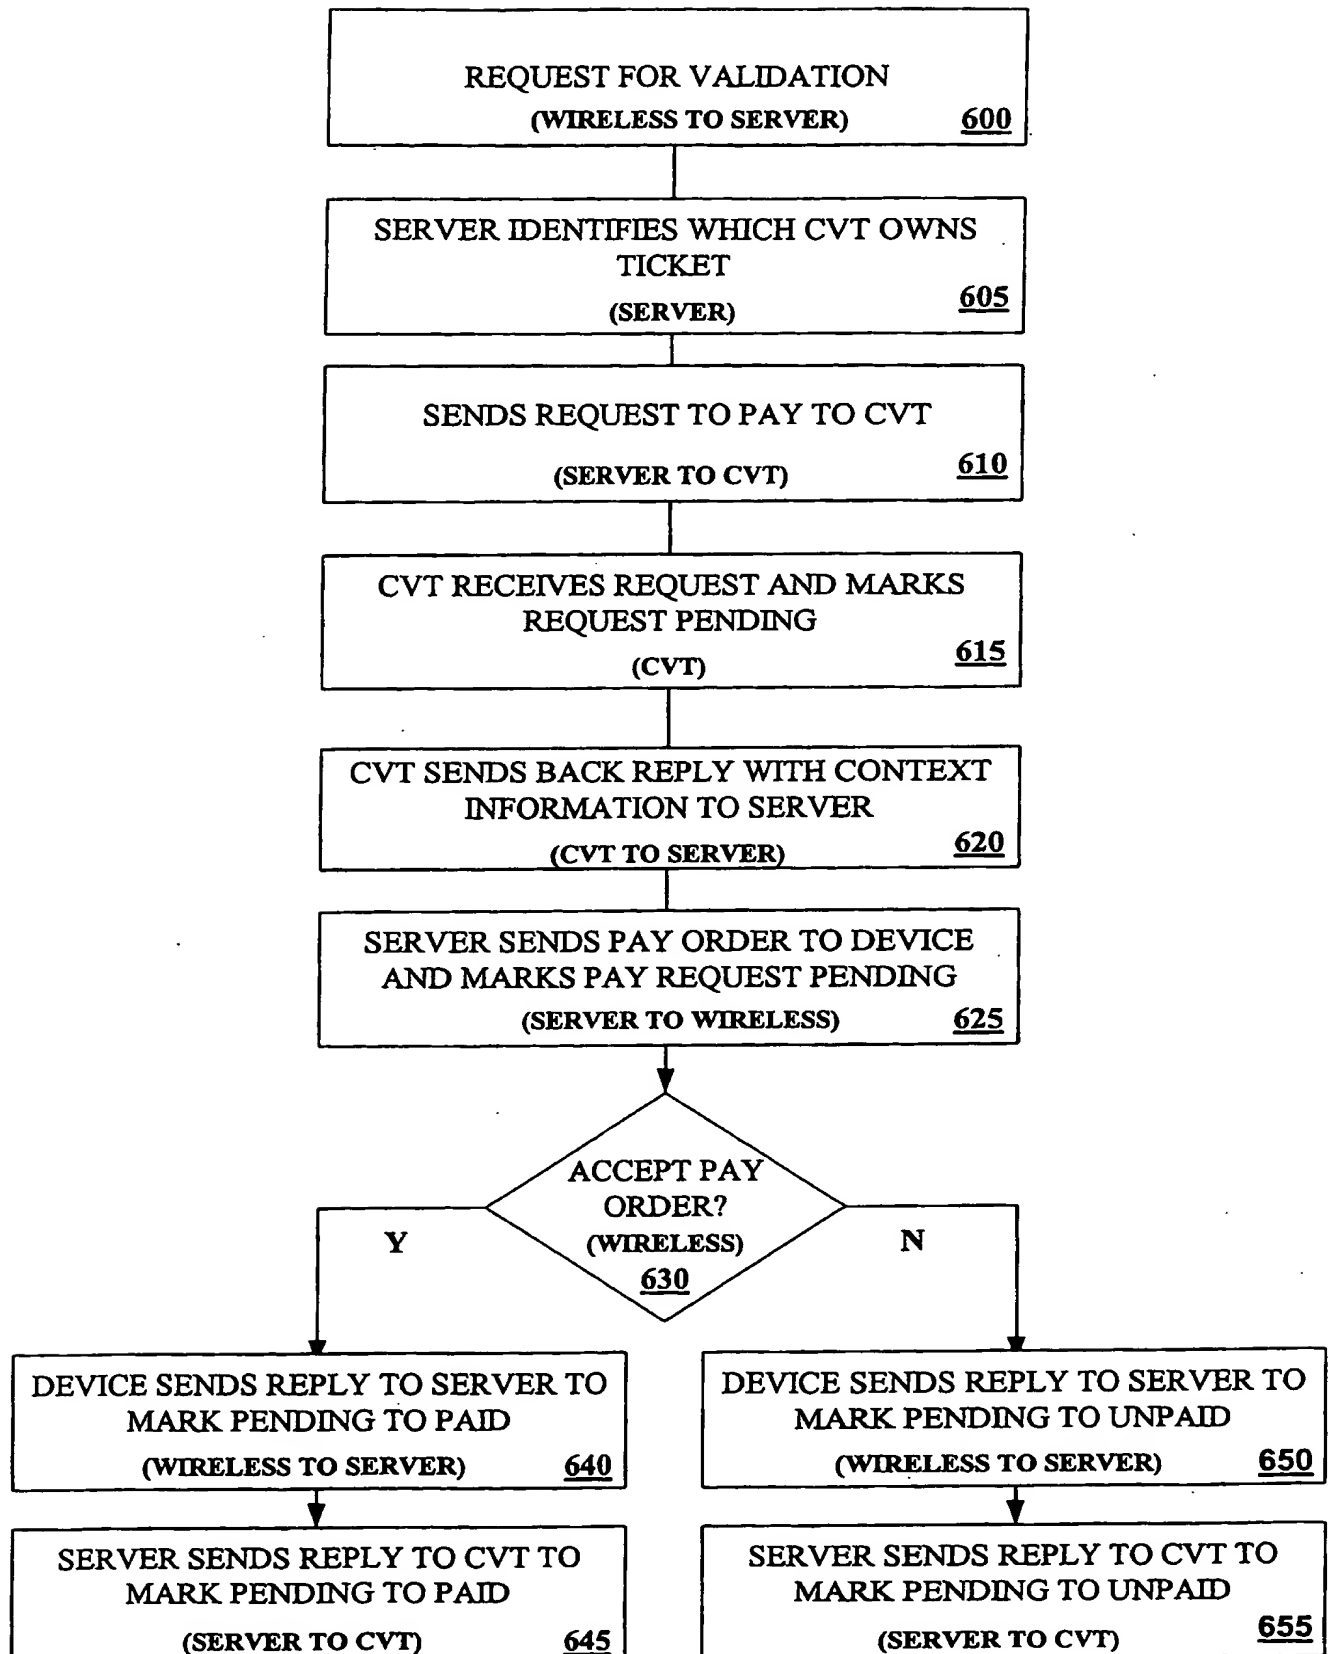 REQUEST FOR VALIDATION
(WIRELESS TO SERVER)
600
SERVER IDENTIFIES WHICH CVT OWNS
TICKET
(SERVER)
605
SENDS REQUEST TO PAY TO CVT
(SERVER TO CVT)
610
CVT RECEIVES REQUEST AND MARKS
REQUEST PENDING
(CVT)
615
CVT SENDS BACK REPLY WITH CONTEXT
INFORMATION TO SERVER
(CVT TO SERVER)
620
SERVER SENDS PAY ORDER TO DEVICE
AND MARKS PAY REQUEST PENDING
(SERVER TO WIRELESS)
625
ACCEPT PAY
ORDER?
(WIRELESS)
630
Y
N
DEVICE SENDS REPLY TO SERVER TO
MARK PENDING TO PAID
(WIRELESS TO SERVER)
640
DEVICE SENDS REPLY TO SERVER TO
MARK PENDING TO UNPAID
(WIRELESS TO SERVER)
650
SERVER SENDS REPLY TO CVT TO
MARK PENDING TO PAID
(SERVER TO CVT)
645
SERVER SENDS REPLY TO CVT TO
MARK PENDING TO UNPAID
(SERVER TO CVT)
655